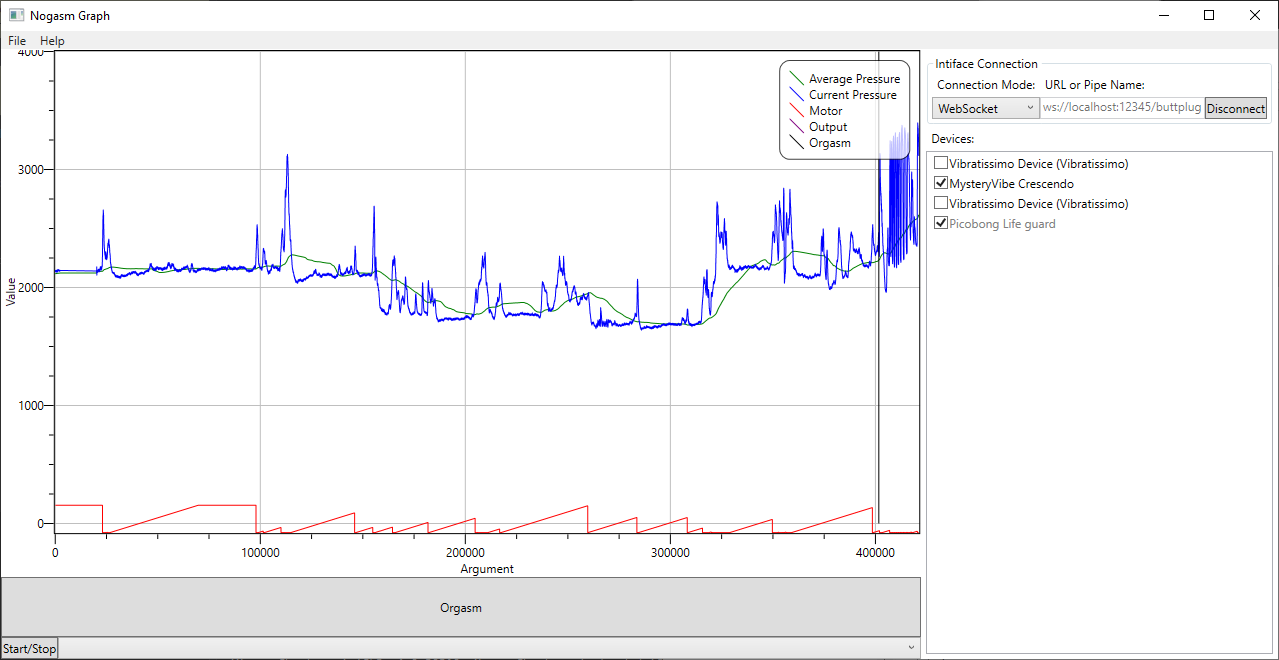 Nogasm Graph
File Help
4000
3000
2000
1000
0
Value
0 100000 200000 300000 400000
Argument
Average Pressure
Current Pressure
Motor
Output
Orgasm
Orgasm
Start/Stop
Intiface Connection
Connection Mode: URL or Pipe Name:
WebSocket ws://localhost:12345/buttplug Disconnect
Devices:
Vibratissimo Device (Vibratissimo)
MysteryVibe Crescendo
Vibratissimo Device (Vibratissimo)
Picobong Life guard